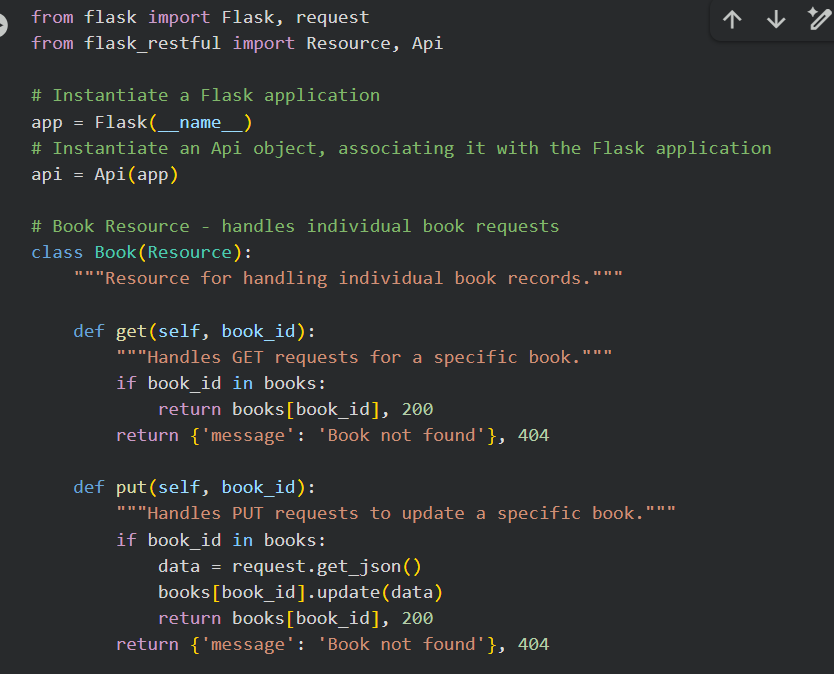 from flask import Flask, request
from flask_restful import Resource, Api

# Instantiate a Flask application
app = Flask(__name__)
# Instantiate an Api object, associating it with the Flask application
api = Api(app)

# Book Resource - handles individual book requests
class Book(Resource):
    """Resource for handling individual book records."""

    def get(self, book_id):
        """Handles GET requests for a specific book."""
        if book_id in books:
            return books[book_id], 200
        return {'message': 'Book not found'}, 404

    def put(self, book_id):
        """Handles PUT requests to update a specific book."""
        if book_id in books:
            data = request.get_json()
            books[book_id].update(data)
            return books[book_id], 200
        return {'message': 'Book not found'}, 404